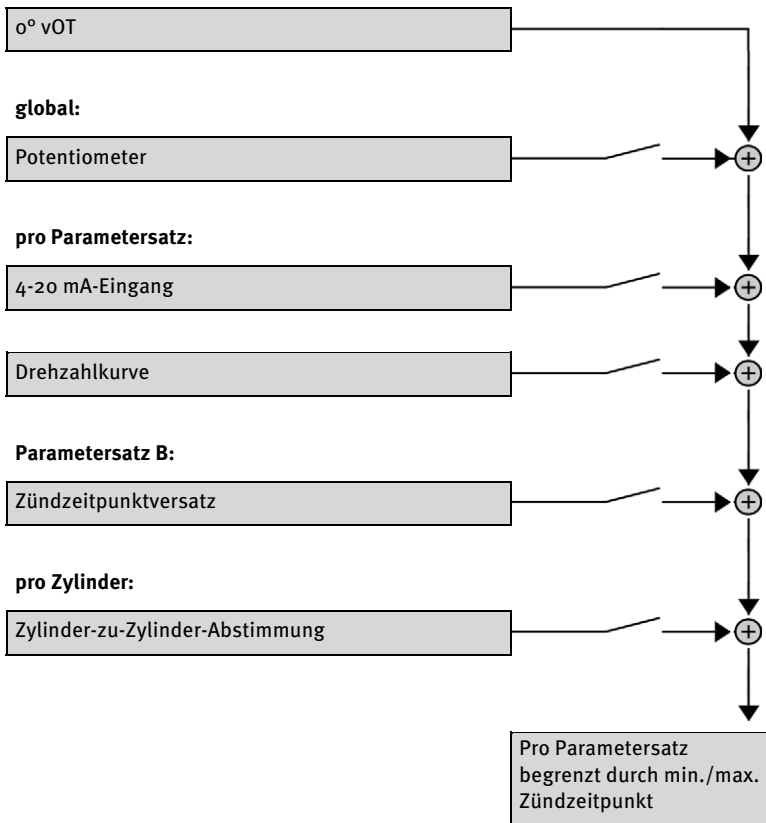 0° vOT
global:
Potentiometer
pro Parametersatz:
4-20 mA-Eingang
Drehzahlkurve
Parametersatz B:
Zündzeitpunktversatz
pro Zylinder:
Zylinder-zu-Zylinder-Abstimmung
Pro Parametersatz
begrenzt durch min./max.
Zündzeitpunkt